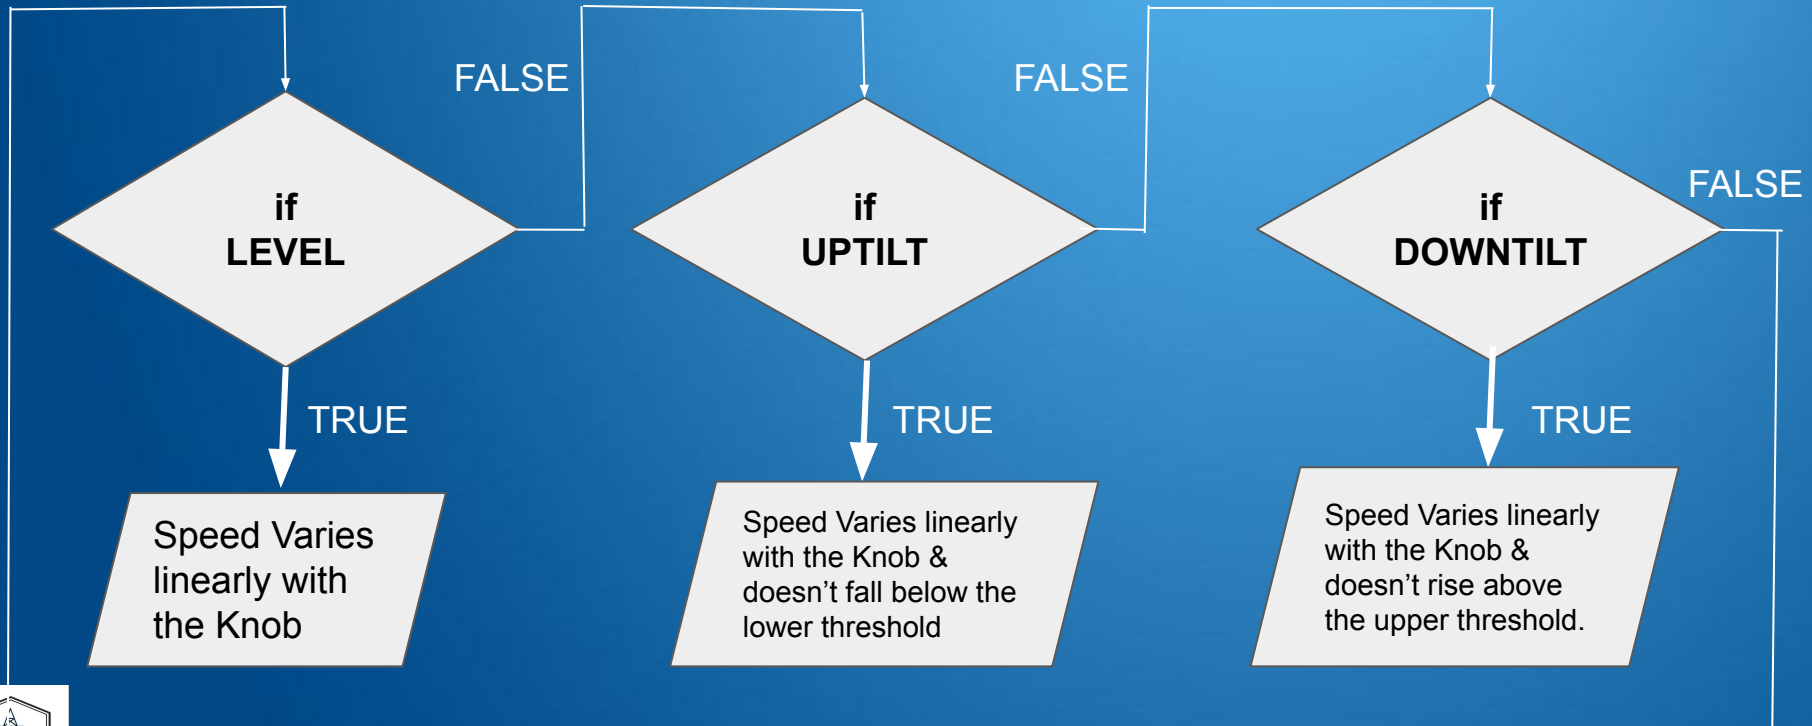 FALSE
FALSE
FALSE
if
LEVEL
if
UPTILT
if
DOWNTILT
TRUE
TRUE
TRUE
Speed Varies
linearly with
the Knob
Speed Varies linearly
with the Knob &
doesn’t fall below the
lower threshold
Speed Varies linearly
with the Knob &
doesn’t rise above
the upper threshold.